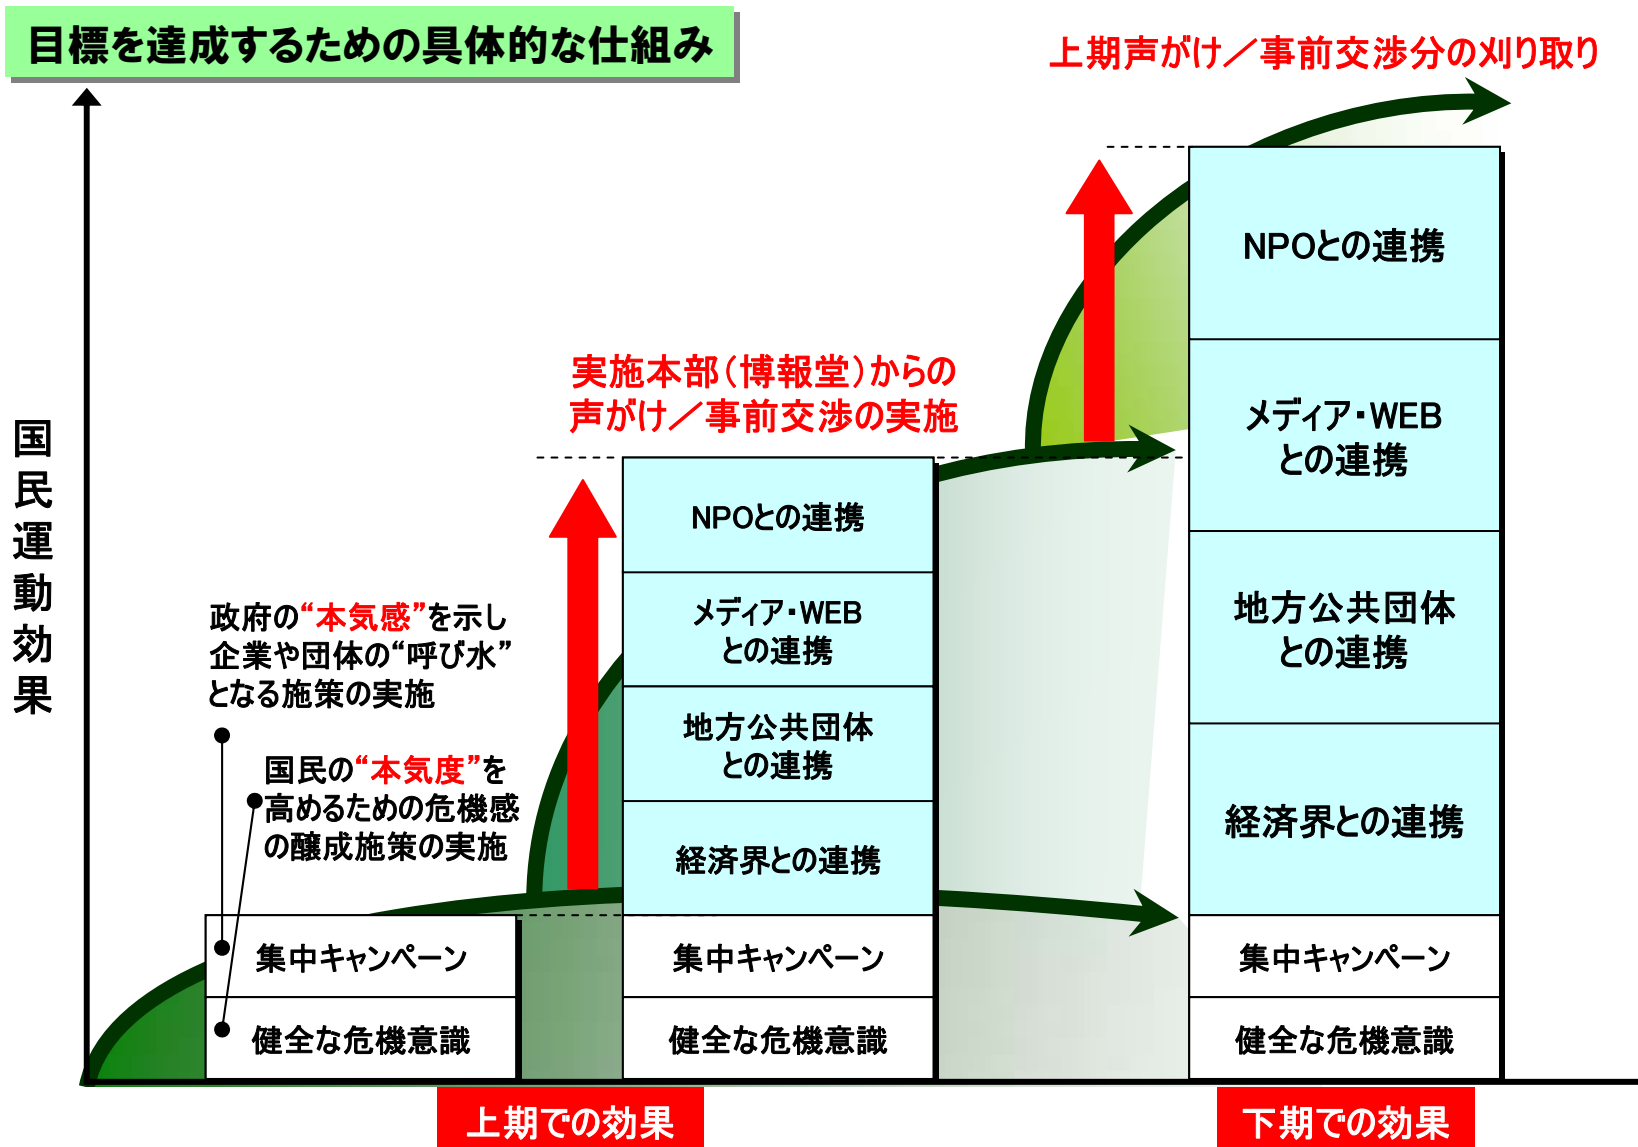 目標を達成するための具体的な仕組み
上期声がけ／事前交渉分の刈り取り
国民運動効果
実施本部（博報堂）からの
声がけ／事前交渉の実施
政府の“本気感”を示し
企業や団体の“呼び水”
となる施策の実施
国民の“本気度”を
高めるための危機感
の醸成施策の実施
集中キャンペーン
健全な危機意識
NPOとの連携
メディア・WEB
との連携
地方公共団体
との連携
経済界との連携
集中キャンペーン
健全な危機意識
NPOとの連携
メディア・WEB
との連携
地方公共団体
との連携
経済界との連携
集中キャンペーン
健全な危機意識
上期での効果
下期での効果